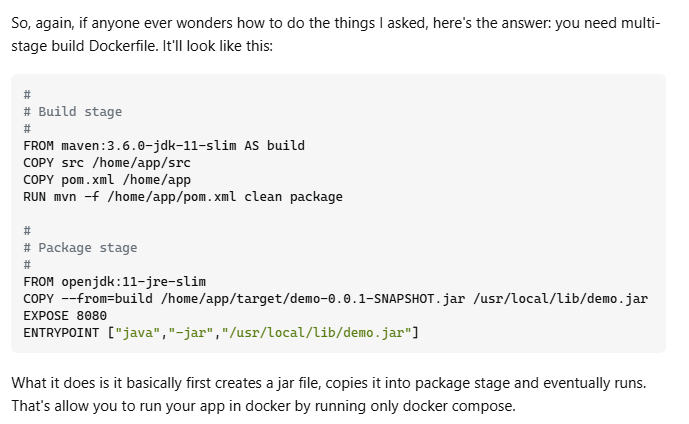 So, again, if anyone ever wonders how to do the things I asked, here's the answer: you need multi-
stage build Dockerfile. It'll look like this:
#
# Build stage
#
FROM maven:3.6.0-jdk-11-slim AS build
COPY src /home/app/src
COPY pom.xml /home/app
RUN mvn -f /home/app/pom.xml clean package
#
# Package stage
#
FROM openjdk:11-jre-slim
COPY --from=build /home/app/target/demo-0.0.1-SNAPSHOT.jar /usr/local/lib/demo.jar
EXPOSE 8080
ENTRYPOINT ["java","-jar","/usr/local/lib/demo.jar"]
What it does is it basically first creates a jar file, copies it into package stage and eventually runs.
That's allow you to run your app in docker by running only docker compose.